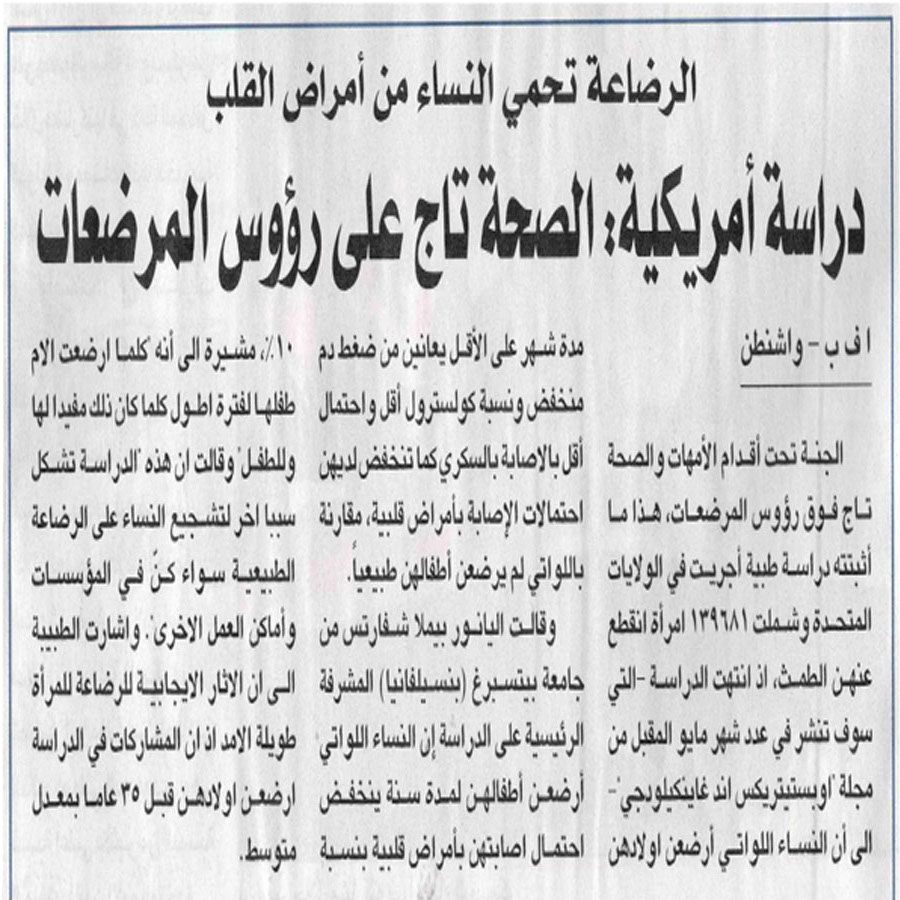 الرضاعة تحمي النساء من أمراض القلب
دراسة أمريكية: الصحة تاج على رؤوس المرضعات
ا ف ب - واشنطن
الجنة تحت أقدام الأمهات والصحة
تاج فوق رؤوس المرضعات، هذا ما
أثبتته دراسة طبية أجريت في الولايات
المتحدة وشملت ١٣٩٦٨١ امرأة انقطع
عنهن الطمث، اذ انتهت الدراسة -التي
سوف تنشر في عدد شهر مايو المقبل من
مجلة "اوبستيتريكس اند غاينيكيلودجي"-
الى أن النساء اللواتي أرضعن اولادهن
مدة شهر على الأقل يعانين من ضغط دم
منخفض ونسبة كولسترول أقل واحتمال
أقل بالاصابة بالسكري كما تنخفض لديهن
احتمالات الإصابة بأمراض قلبية، مقارنة
باللواتي لم يرضعن أطفالهن طبيعياً.
وقالت اليانور بيملا شفارتس من
جامعة بيتسبرغ (بنسيلفانيا) المشرفة
الرئيسية على الدراسة إن النساء اللواتي
أرضعن أطفالهن لمدة سنة ينخفض
احتمال اصابتهن بأمراض قلبية بنسبة
١٠٪، مشيرة الى أنه "كلما ارضعت الام
طفلها لفترة اطول كلما كان ذلك مفيدا لها
وللطفل" وقالت ان هذه "الدراسة تشكل
سببا اخر لتشجيع النساء على الرضاعة
الطبيعية سواء كنّ في المؤسسات
وأماكن العمل الاخرى". واشارت الطبيبة
الى ان الاثار الايجابية للرضاعة للمرأة
طويلة الامد اذ ان المشاركات في الدراسة
ارضعن اولادهن قبل ٣٥ عاما بمعدل
متوسط.